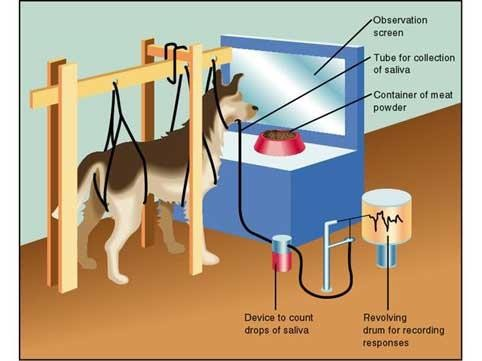 Observation
screen
Tube for collection
of saliva
Container of meat
powder
Device to count
drops of saliva
Revolving
drum for recording
responses